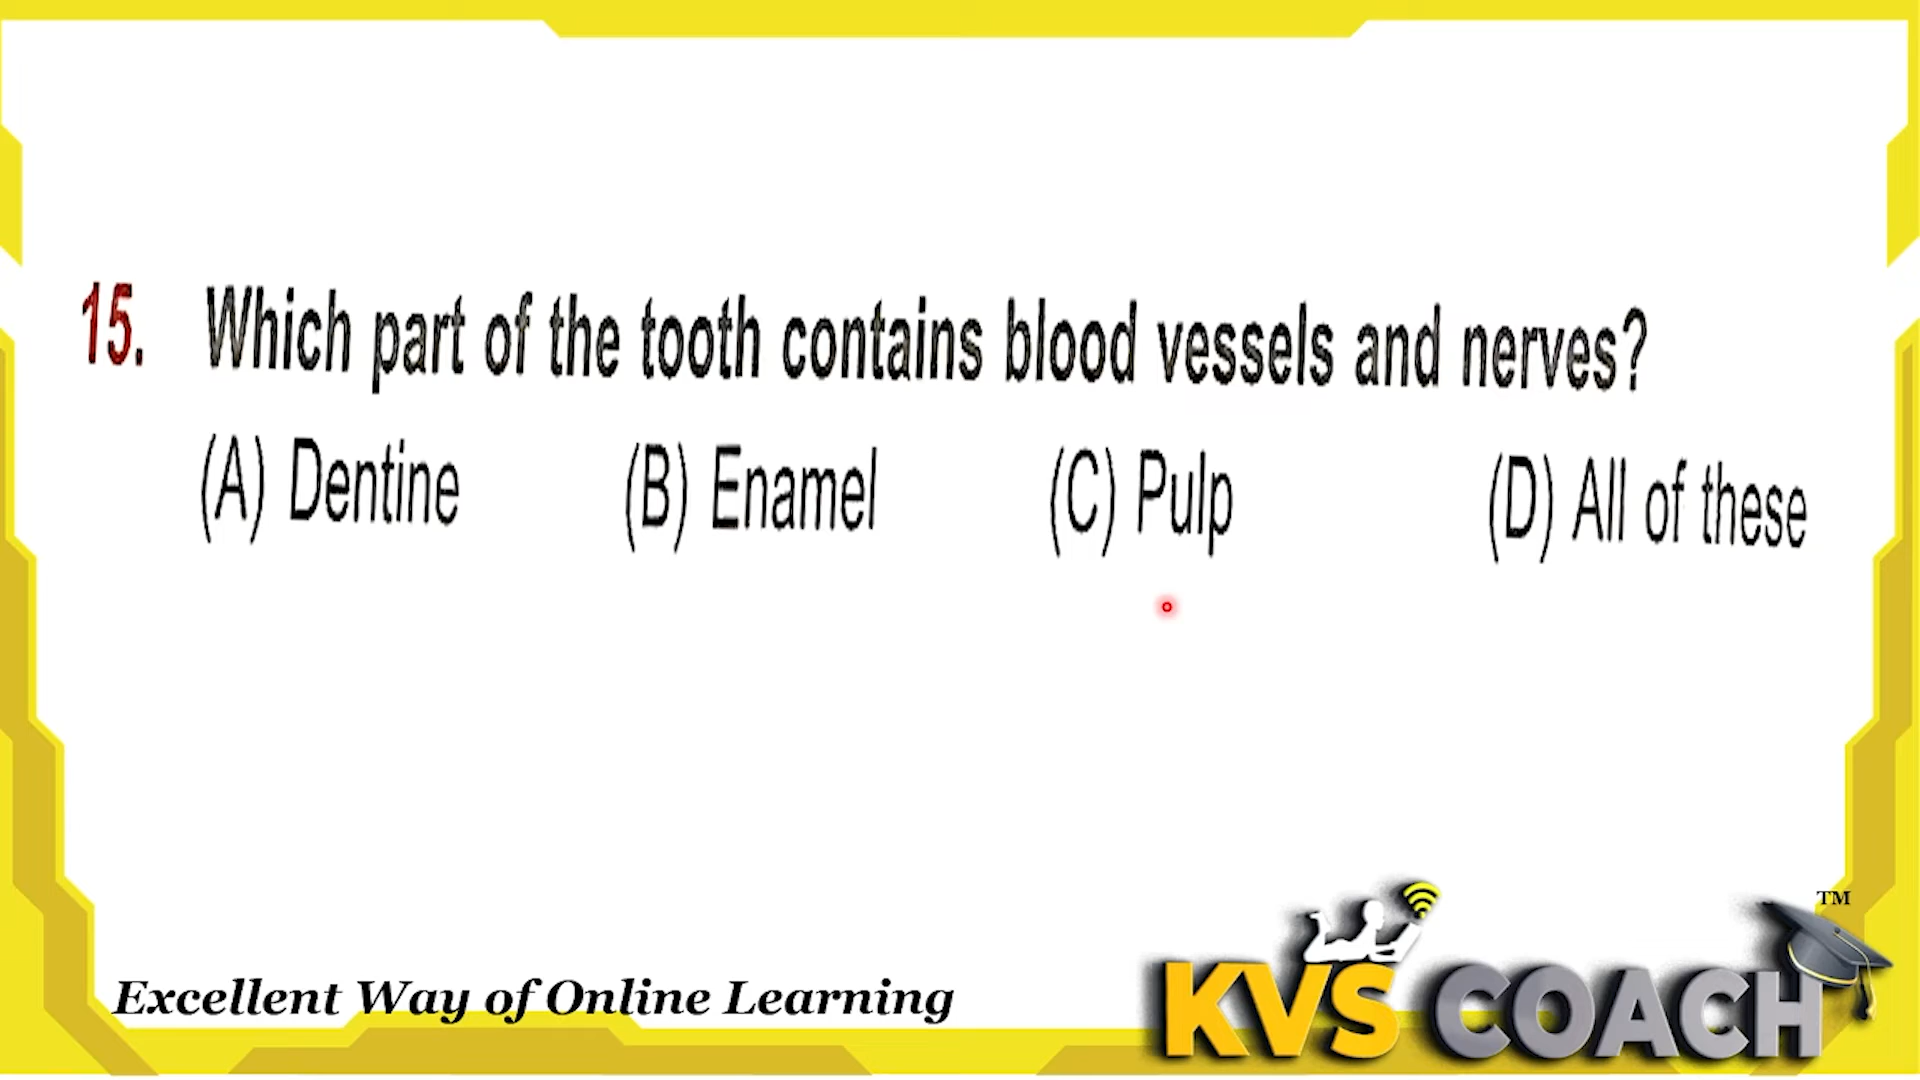 15. Which part of the tooth contains blood vessels and nerves?
(A) Dentine (B) Enamel (C) Pulp (D) All of these
TM
Excellent Way of Online Learning
KVS COACH